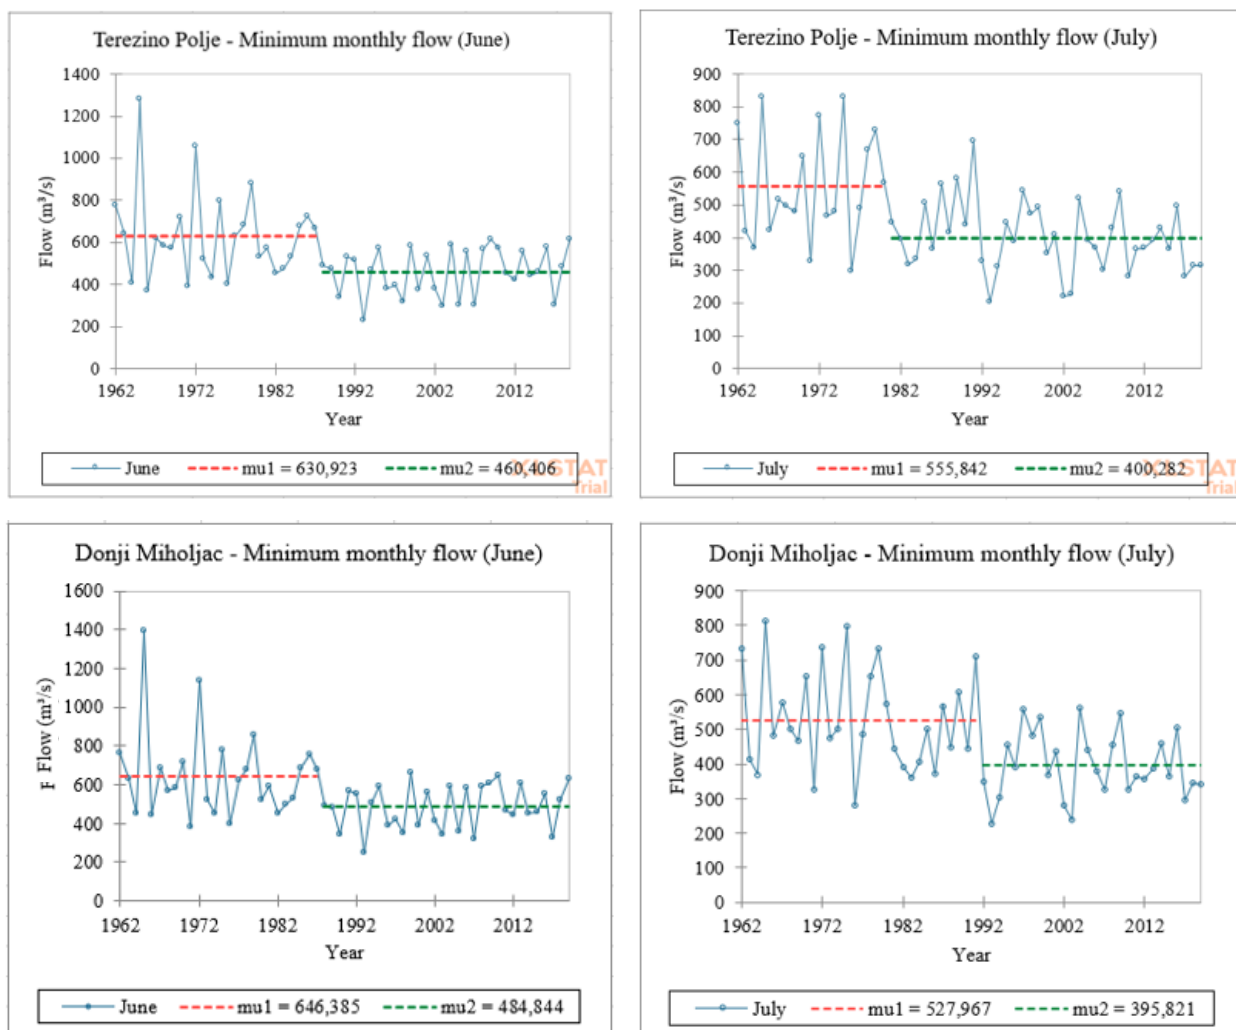 Terezino Polje - Minimum monthly flow (June)
1400
1200
1000
800
600
400
200
0
Flow (m³/s)
1962 1972 1982 1992 2002 2012
Year
June mu1 = 630,923 mu2 = 460,406
XLSTAT
Trial
Terezino Polje - Minimum monthly flow (July)
900
800
700
600
500
400
300
200
100
0
Flow (m³/s)
1962 1972 1982 1992 2002 2012
Year
July mu1 = 555,842 mu2 = 400,282
XLSTAT
Trial
Donji Miholjac - Minimum monthly flow (June)
1600
1400
1200
1000
800
600
400
200
0
F Flow (m³/s)
1962 1972 1982 1992 2002 2012
Year
June mu1 = 646,385 mu2 = 484,844
Donji Miholjac - Minimum monthly flow (July)
900
800
700
600
500
400
300
200
100
0
Flow (m³/s)
1962 1972 1982 1992 2002 2012
Year
July mu1 = 527,967 mu2 = 395,821